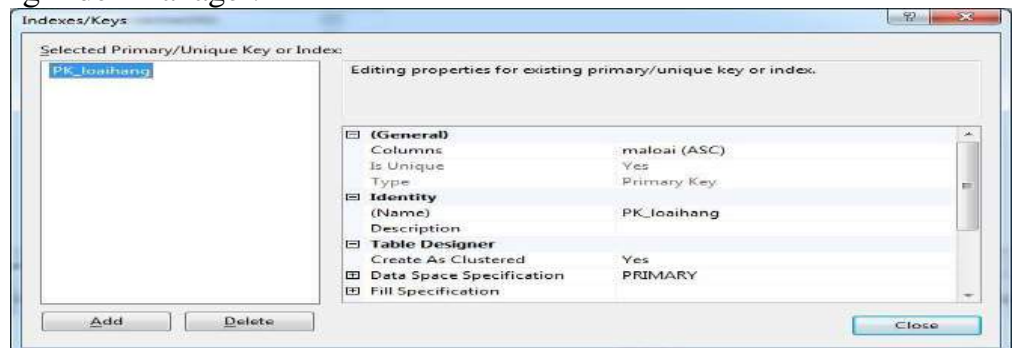 Indexes/Keys
Selected Primary/Unique Key or Index:
PK_loaihang
Editing properties for existing primary/unique key or index.
(General)
Columns maloai (ASC)
Is Unique Yes
Type Primary Key
Identity
(Name) PK_loaihang
Description
Table Designer
Create As Clustered Yes
Data Space Specification PRIMARY
Fill Specification
Add Delete
Close